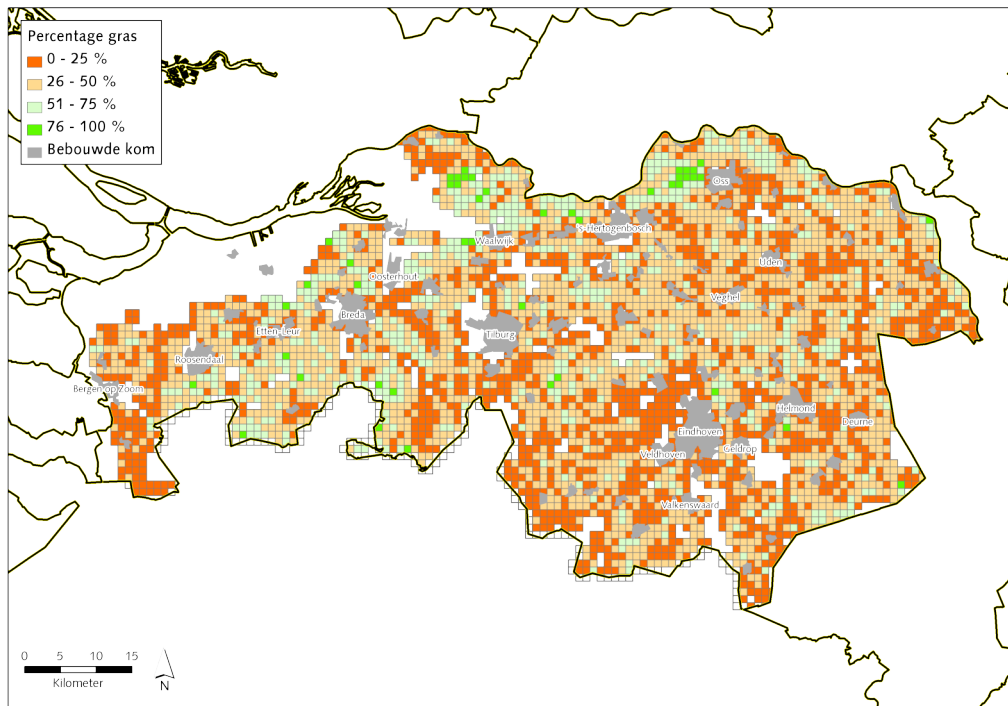 Percentage gras
0 - 25 %
26 - 50 %
51 - 75 %
76 - 100 %
Bebouwde kom
Oss
Waalwijk
's-Hertogenbosch
Uden
Oosterhout
Veghel
Breda
Etten-Leur
Tilburg
Roosendaal
Bergen op Zoom
Helmond
Deurne
Eindhoven
Veldhoven
Geldrop
Valkenswaard
0 5 10 15
Kilometer
N